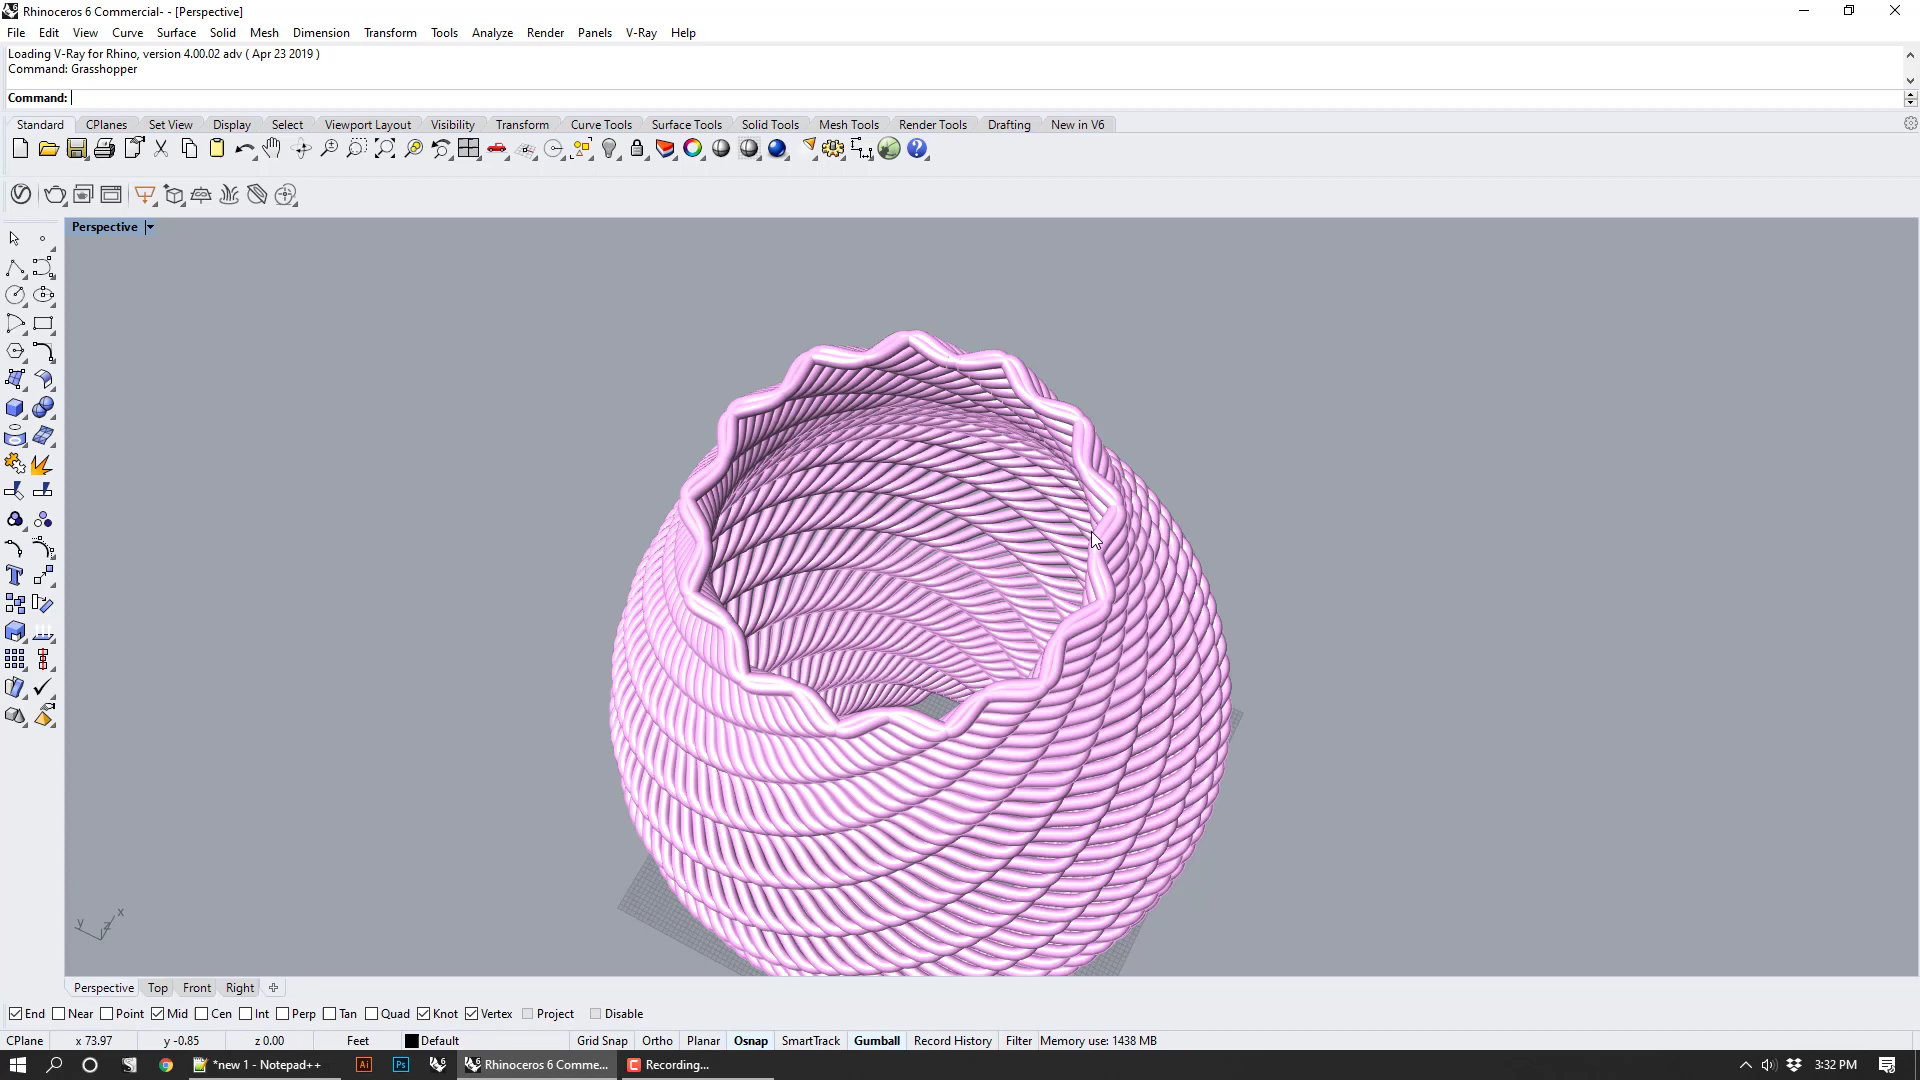 Rhinoceros 6 Commercial- - [Perspective]
File Edit View Curve Surface Solid Mesh Dimension Transform Tools Analyze Render Panels V-Ray Help
Loading V-Ray for Rhino, version 4.00.02 adv ( Apr 23 2019 )
Command: Grasshopper
Command:
Standard CPlanes Set View Display Select Viewport Layout Visibility Transform Curve Tools Surface Tools Solid Tools Mesh Tools Render Tools Drafting New in V6
Perspective
y z x
Perspective Top Front Right
End Near Point Mid Cen Int Perp Tan Quad Knot Vertex Project Disable
CPlane x 73.97 y -0.85 z 0.00 Feet Default Grid Snap Ortho Planar Osnap SmartTrack Gumball Record History Filter Memory use: 1438 MB
*new 1 - Notepad++ Ai Ps Rhinoceros 6 Comme... Recording... 3:32 PM